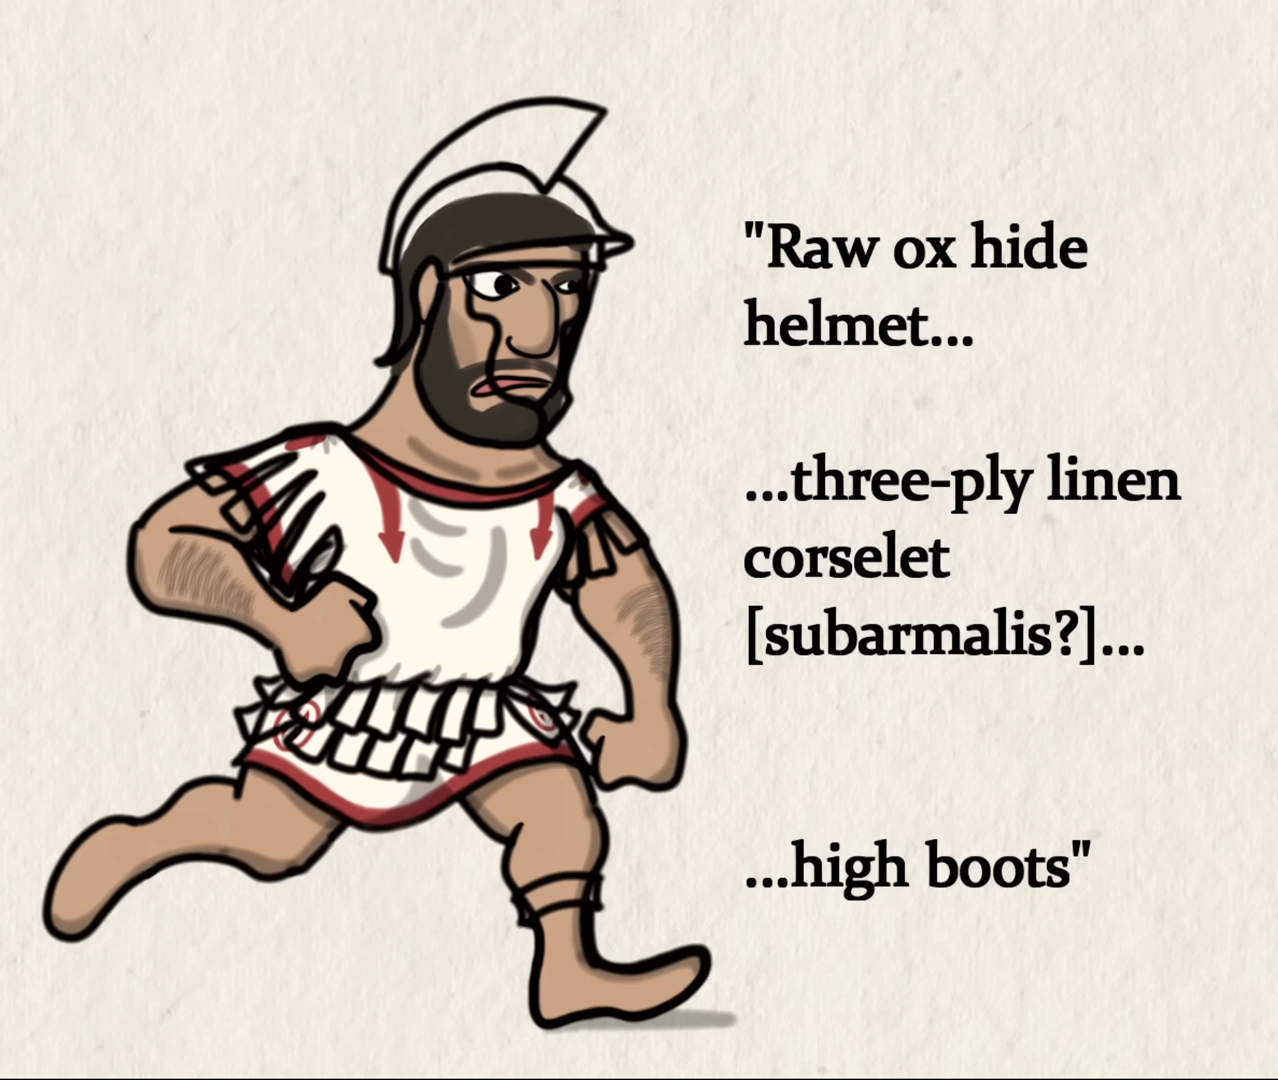 "Raw ox hide
helmet...
...three-ply linen
corselet
[subarmalis?]...
...high boots"